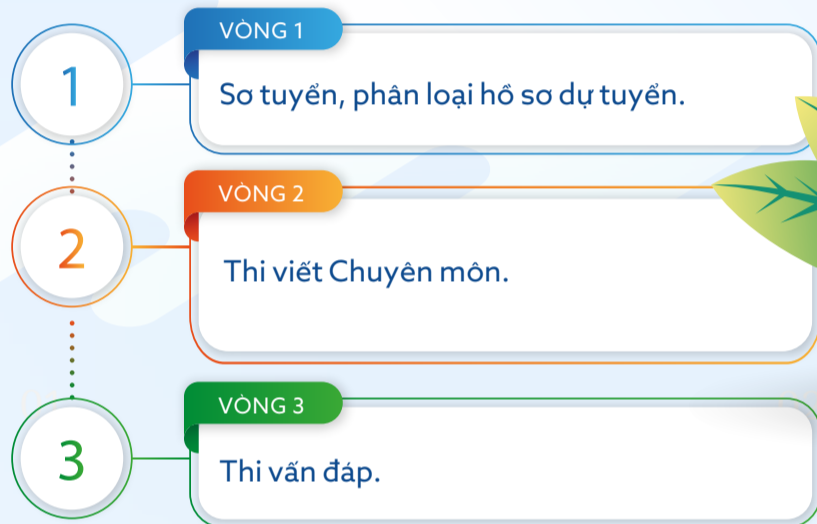 1
VÒNG 1
Sơ tuyển, phân loại hồ sơ dự tuyển.
2
VÒNG 2
Thi viết Chuyên môn.
3
VÒNG 3
Thi vấn đáp.